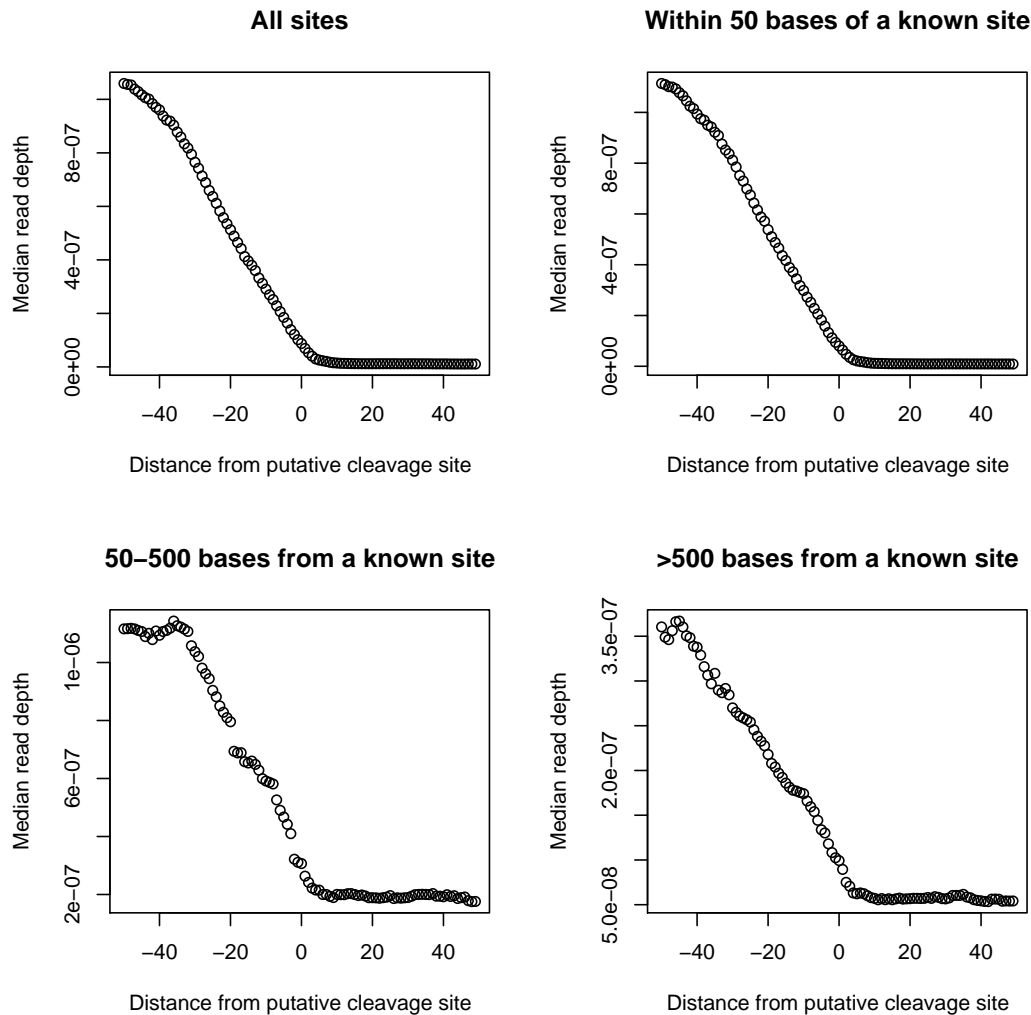 All sites
Median read depth
0e+00 4e−07 8e−07
−40 −20 0 20 40
Distance from putative cleavage site
Within 50 bases of a known site
Median read depth
0e+00 4e−07 8e−07
−40 −20 0 20 40
Distance from putative cleavage site
50−500 bases from a known site
Median read depth
2e−07 6e−07 1e−06
−40 −20 0 20 40
Distance from putative cleavage site
>500 bases from a known site
Median read depth
5.0e−08 2.0e−07 3.5e−07
−40 −20 0 20 40
Distance from putative cleavage site